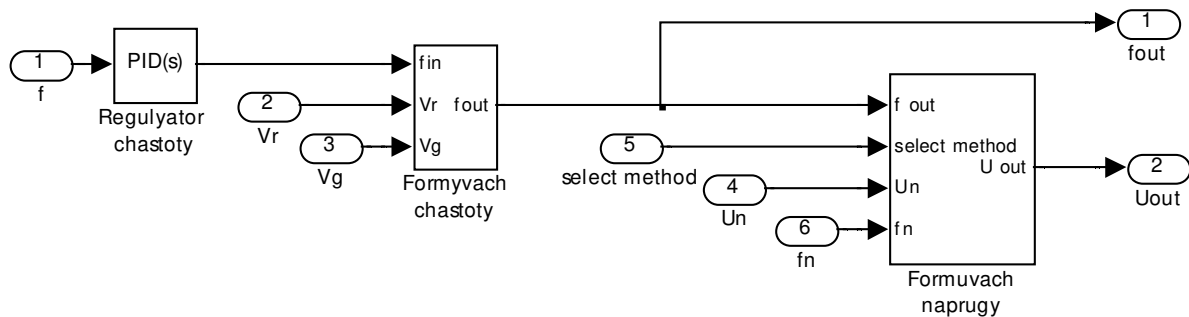 1
f
PID(s)
Regulyator
chastoty
2
Vr
3
Vg
fin
Vr
fout
Vg
Formyvach
chastoty
5
select method
4
Un
6
fn
f out
select method
U out
Un
fn
Formuvach
naprugy
1
fout
2
Uout